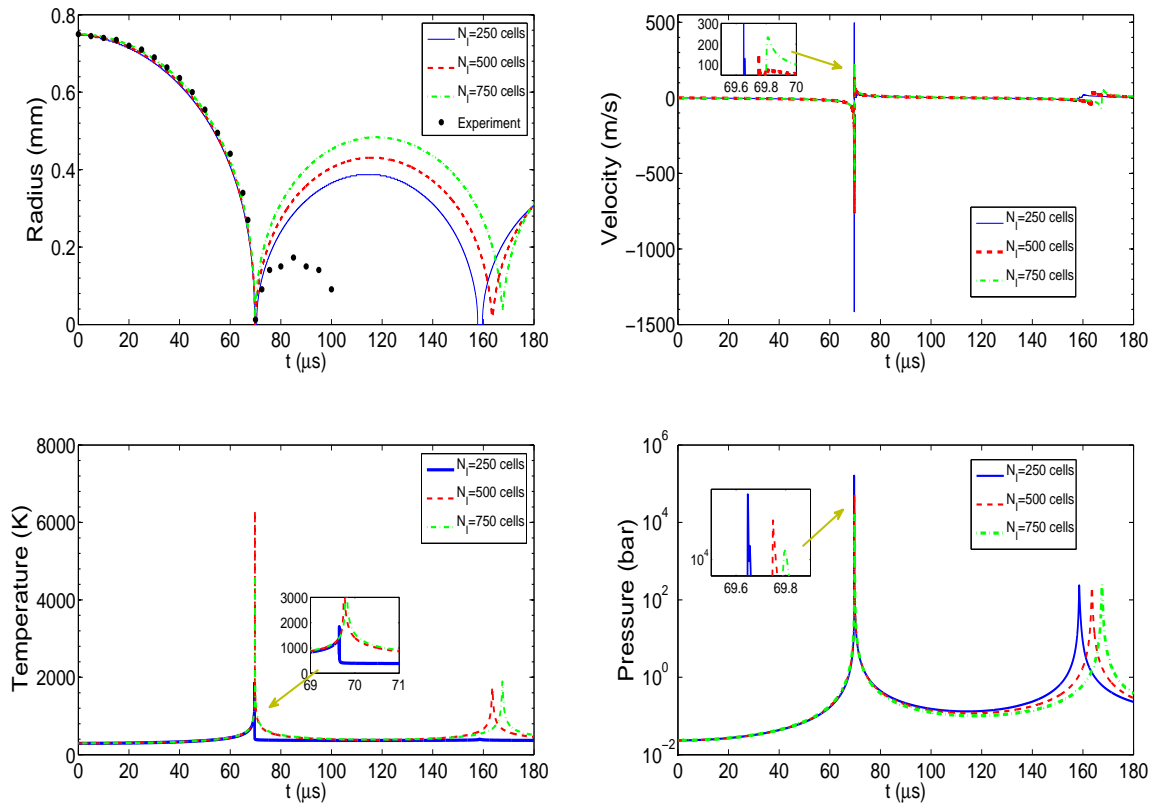 0.8
0.6
0.4
0.2
0
Radius (mm)
0 20 40 60 80 100 120 140 160 180
t (μs)
N_l=250 cells
N_l=500 cells
N_l=750 cells
Experiment
500
0
−500
−1000
−1500
Velocity (m/s)
0 20 40 60 80 100 120 140 160 180
t (μs)
300
200
100
69.6 69.8 70
N_l=250 cells
N_l=500 cells
N_l=750 cells
8000
6000
4000
2000
0
Temperature (K)
0 20 40 60 80 100 120 140 160 180
t (μs)
N_l=250 cells
N_l=500 cells
N_l=750 cells
3000
2000
1000
0
69 70 71
10^6
10^4
10^2
10^0
10^−2
Pressure (bar)
0 20 40 60 80 100 120 140 160 180
t (μs)
10^4
69.6 69.8
N_l=250 cells
N_l=500 cells
N_l=750 cells